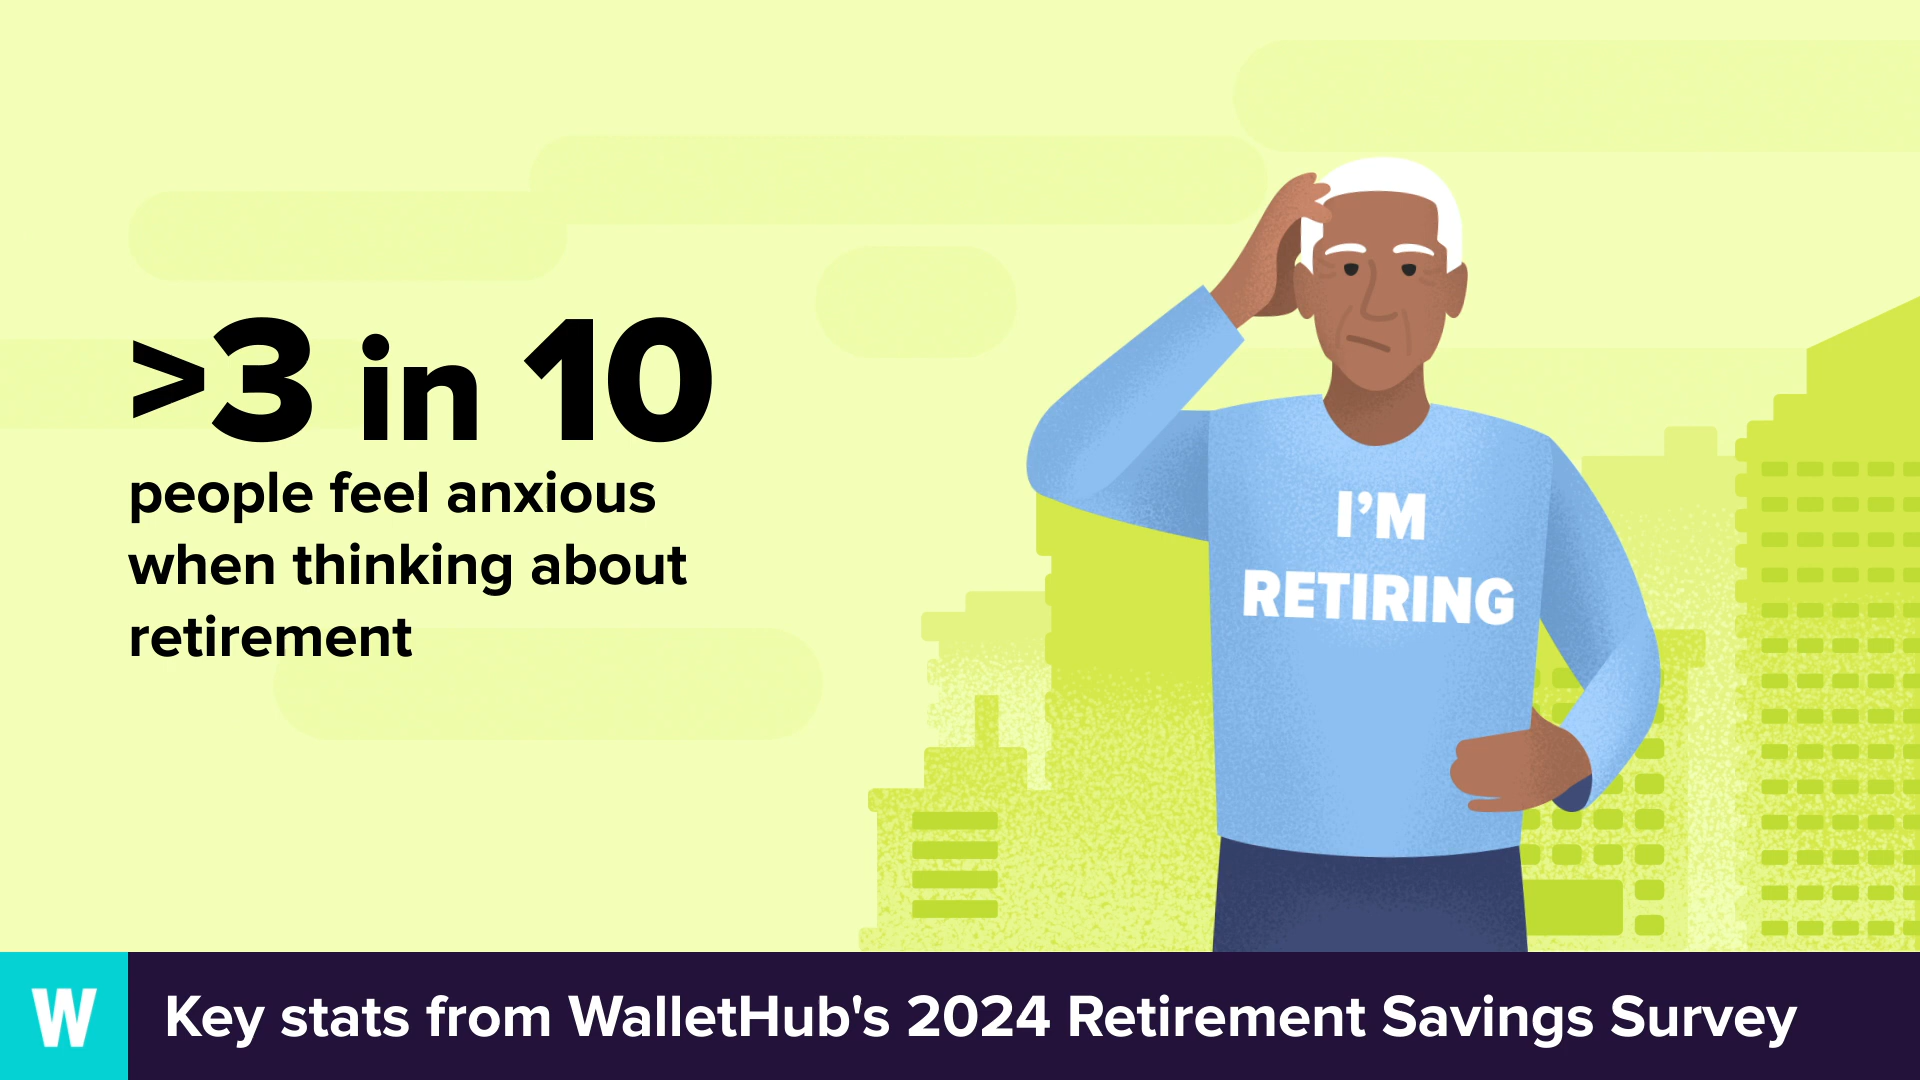 >3 in 10
people feel anxious
when thinking about
retirement
I’M
RETIRING
W
Key stats from WalletHub's 2024 Retirement Savings Survey